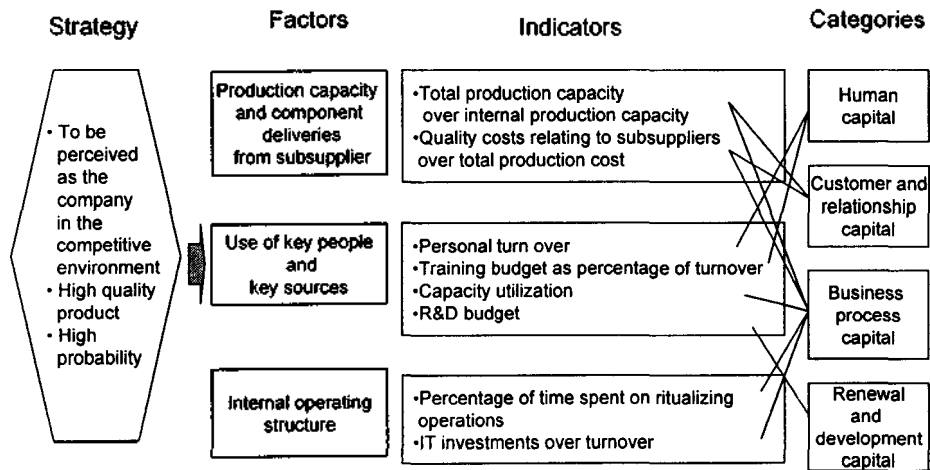 Strategy
Factors
Indicators
Categories
• To be
perceived
as the
company
in the
competitive
environment
• High quality
product
• High
probability
Production capacity
and component
deliveries
from subsupplier
Use of key people
and
key sources
Internal operating
structure
•Total production capacity
over internal production capacity
•Quality costs relating to subsuppliers
over total production cost
•Personal turn over
•Training budget as percentage of turnover
•Capacity utilization
•R&D budget
•Percentage of time spent on ritualizing
operations
•IT investments over turnover
Human
capital
Customer and
relationship
capital
Business
process
capital
Renewal
and
development
capital